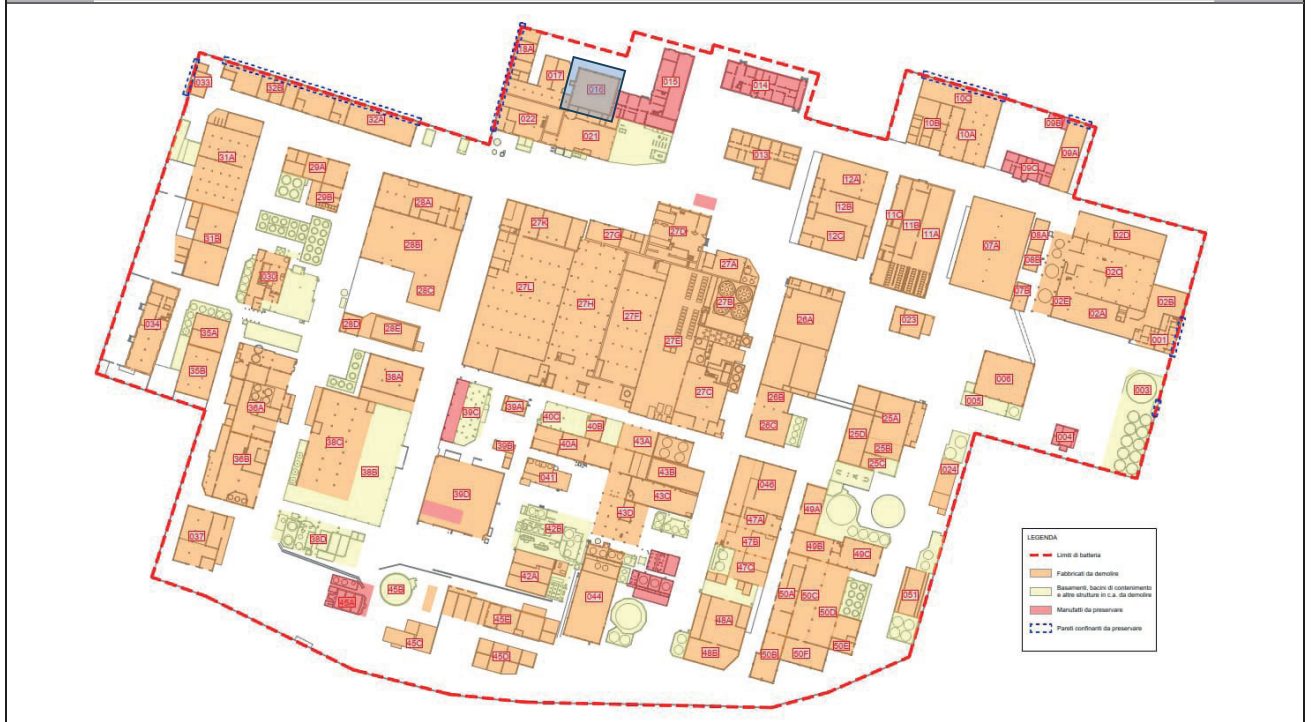 18A
017
016
015
014
033
32B
32A
022
021
10C
09B
10B
10A
09A
013
09C
31A
29A
29B
12A
12B
12C
11C
11B
11A
28A
28B
28C
27K
27G
27D
27A
27B
27L
27H
27F
27E
27C
07A
08A
08B
07B
02D
02C
02E
02A
02B
001
31B
030
034
35A
35B
28D
28E
26A
26B
26C
023
006
005
003
004
38A
36A
36B
38C
38B
38D
39C
39A
39B
39D
40C
40B
40A
041
43A
43B
43C
43D
25A
25D
25B
25C
024
046
47A
47B
47C
49A
49B
49C
037
42B
42A
044
45B
45E
45C
45D
48A
48B
50A
50C
50D
50E
50F
50B
051
LEGENDA
Limiti di batteria
Fabbricati da demolire
Basamenti, bacini di contenimento
e altre strutture in c.a. da demolire
Manufatti da preservare
Pareti confinanti da preservare